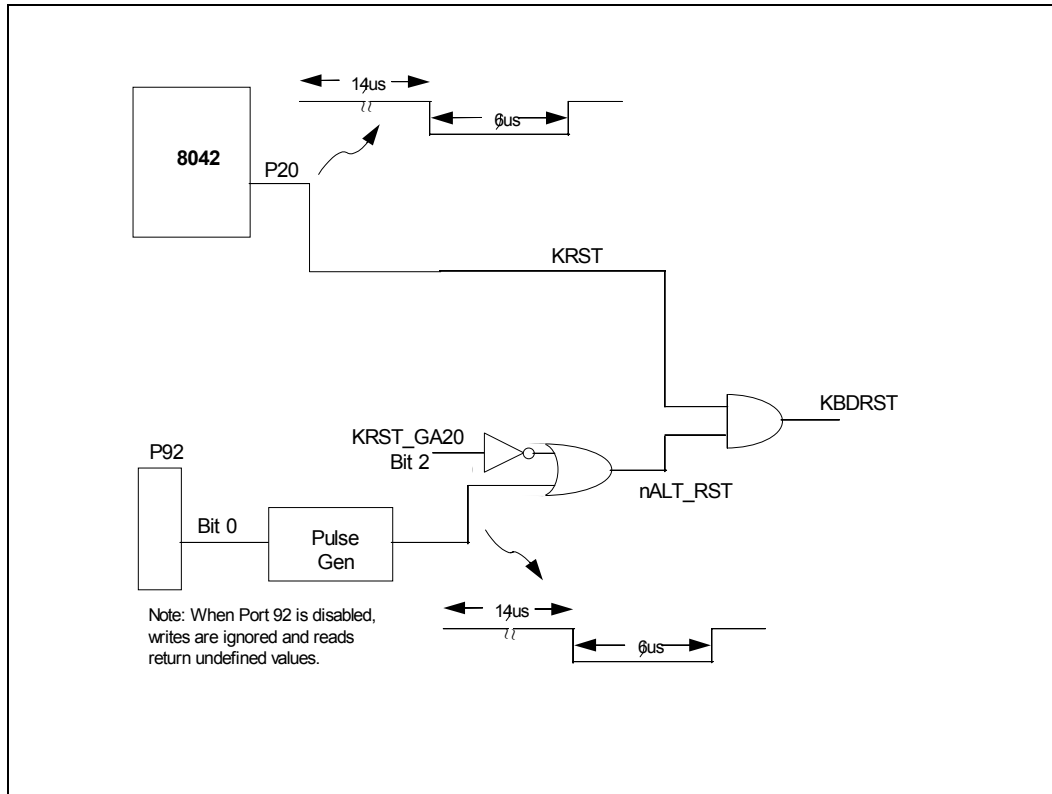 14us
6us
8042
P20
KRST
KBDRST
KRST_GA20
Bit 2
nALT_RST
P92
Bit 0
Pulse
Gen
14us
6us
Note: When Port 92 is disabled,
writes are ignored and reads
return undefined values.